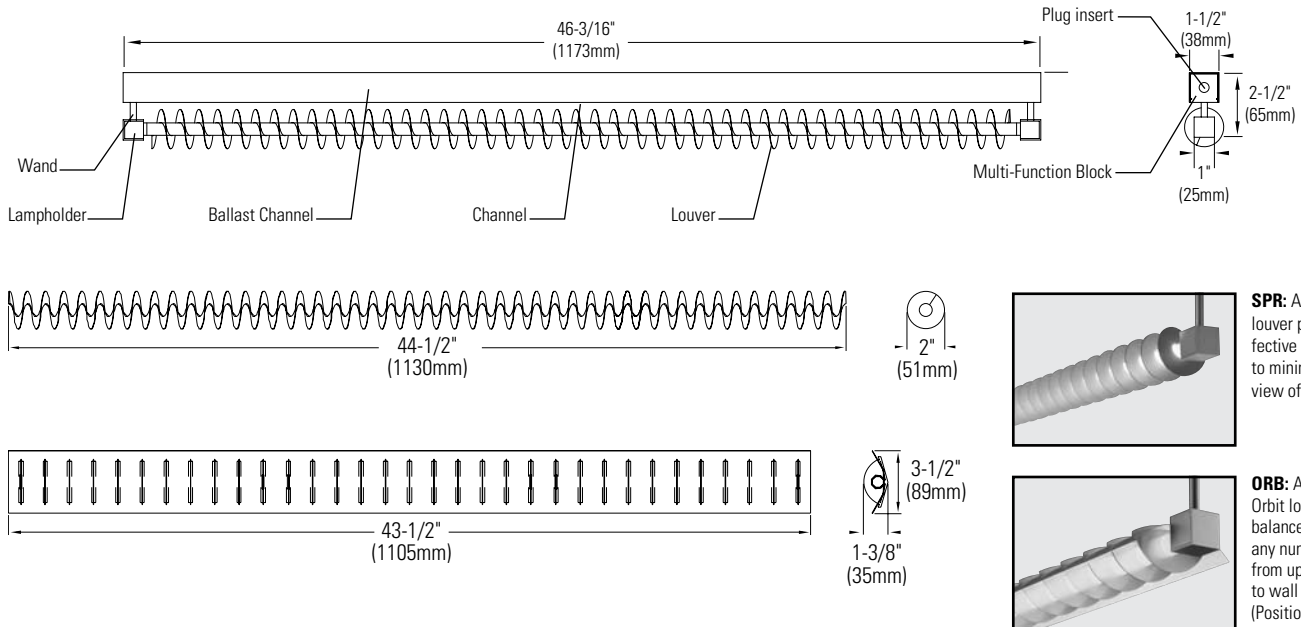 46-3/16"
(1173mm)
Plug insert
1-1/2"
(38mm)
2-1/2"
(65mm)
Wand
Multi-Function Block
1"
(25mm)
Lampholder
Ballast Channel
Channel
Louver
44-1/2"
(1130mm)
2"
(51mm)
SPR: A
louver p
fective
to minim
view of
3-1/2"
(89mm)
43-1/2"
(1105mm)
1-3/8"
(35mm)
ORB: A
Orbit lo
balance
any nur
from up
to wall
(Positio